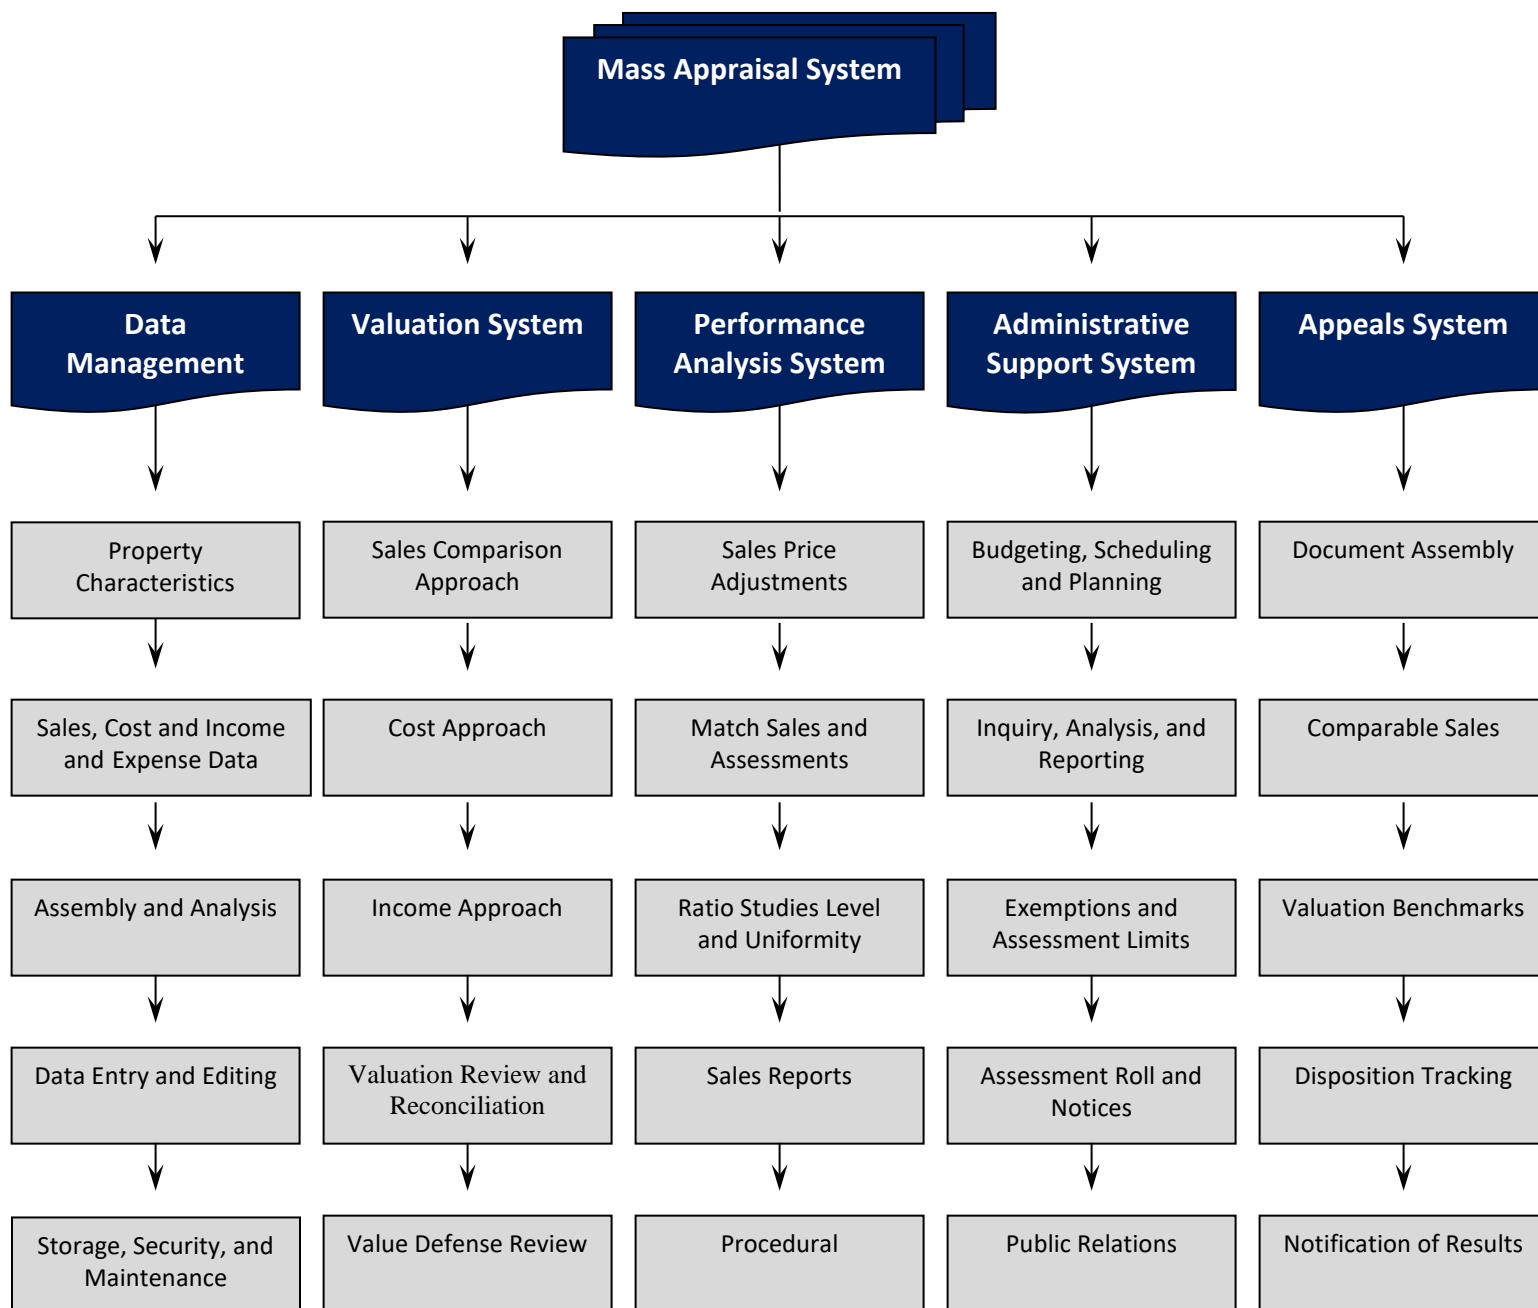 Mass Appraisal System
Data
Management
Valuation System
Performance
Analysis System
Administrative
Support System
Appeals System
Property
Characteristics
Sales Comparison
Approach
Sales Price
Adjustments
Budgeting, Scheduling
and Planning
Document Assembly
Sales, Cost and Income
and Expense Data
Cost Approach
Match Sales and
Assessments
Inquiry, Analysis, and
Reporting
Comparable Sales
Assembly and Analysis
Income Approach
Ratio Studies Level
and Uniformity
Exemptions and
Assessment Limits
Valuation Benchmarks
Data Entry and Editing
Valuation Review and
Reconciliation
Sales Reports
Assessment Roll and
Notices
Disposition Tracking
Storage, Security, and
Maintenance
Value Defense Review
Procedural
Public Relations
Notification of Results